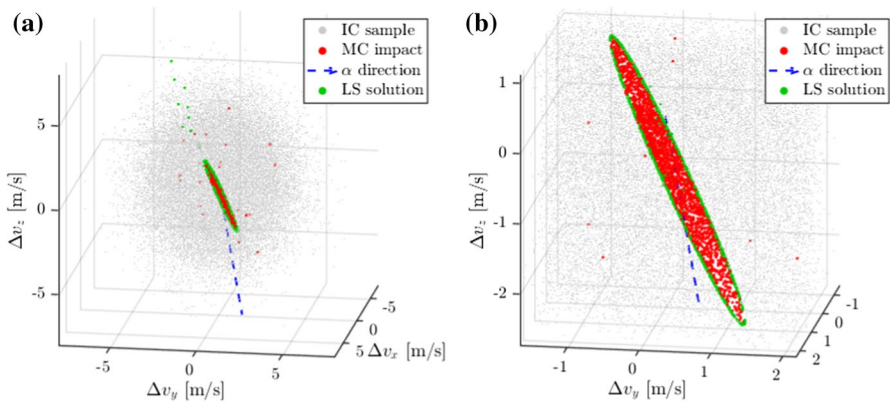 (a)
IC sample
MC impact
α direction
LS solution
5
0
-5
Δv_z [m/s]
-5
0
5
Δv_y [m/s]
-5
0
5
Δv_x [m/s]
(b)
IC sample
MC impact
α direction
LS solution
1
0
-1
-2
Δv_z [m/s]
-1
0
1
2
Δv_y [m/s]
-1
0
1
2